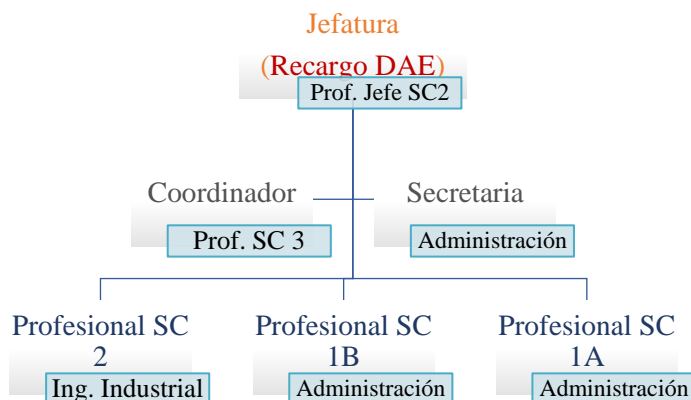 Jefatura
(Recargo DAE)
Prof. Jefe SC2
Coordinador
Prof. SC 3
Secretaria
Administración
Profesional SC
2
Ing. Industrial
Profesional SC
1B
Administración
Profesional SC
1A
Administración